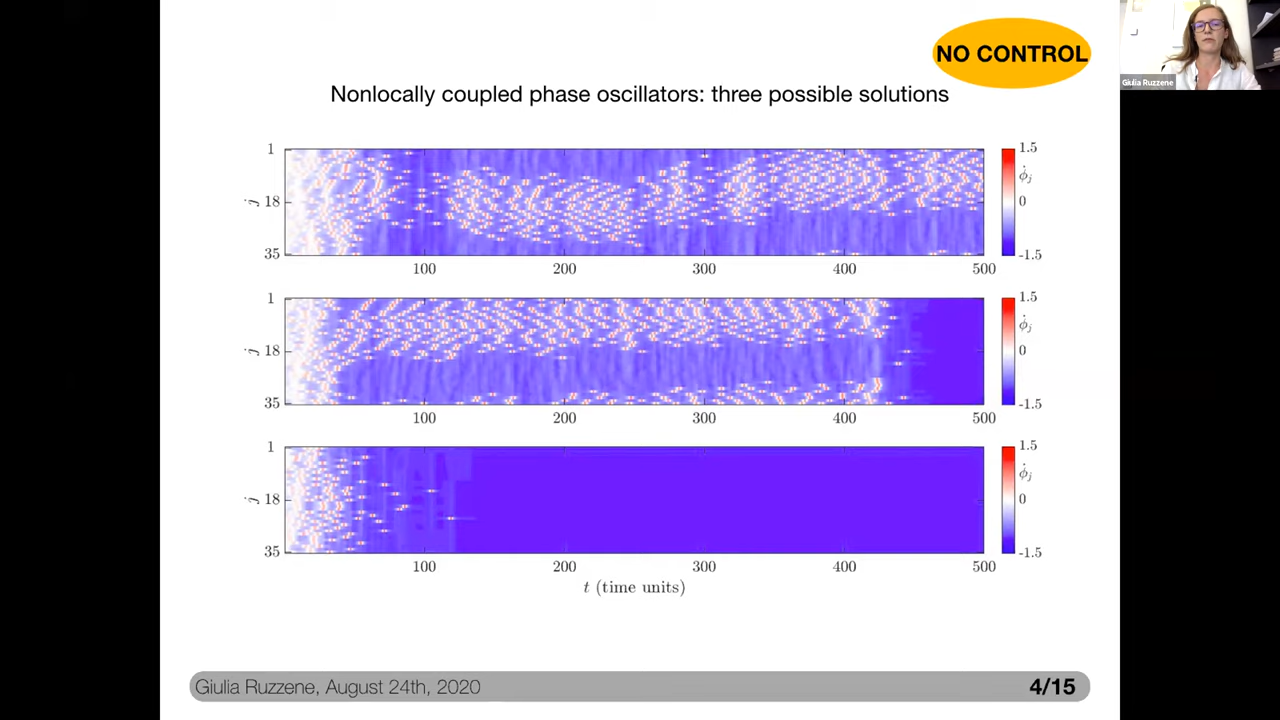 NO CONTROL
Giulia Ruzzene
Nonlocally coupled phase oscillators: three possible solutions
1
j 18
35
100 200 300 400 500
1.5
ϕ̇j
0
-1.5
1
j 18
35
100 200 300 400 500
1.5
ϕ̇j
0
-1.5
1
j 18
35
100 200 300 400 500
1.5
ϕ̇j
0
-1.5
t (time units)
Giulia Ruzzene, August 24th, 2020 4/15